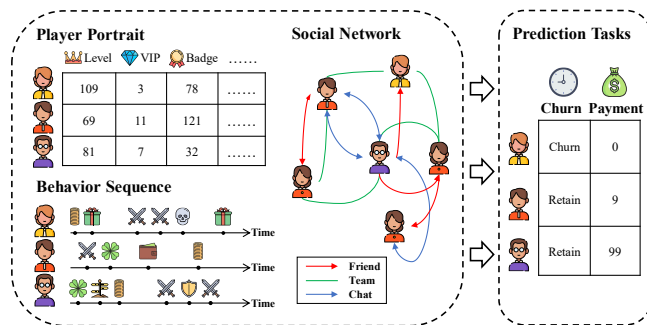 Player Portrait
Level VIP Badge ......
109 3 78 ......
69 11 121 ......
81 7 32 ......
Behavior Sequence
Time
Time
Time
Social Network
Friend
Team
Chat
Prediction Tasks
Churn Payment
Churn 0
Retain 9
Retain 99